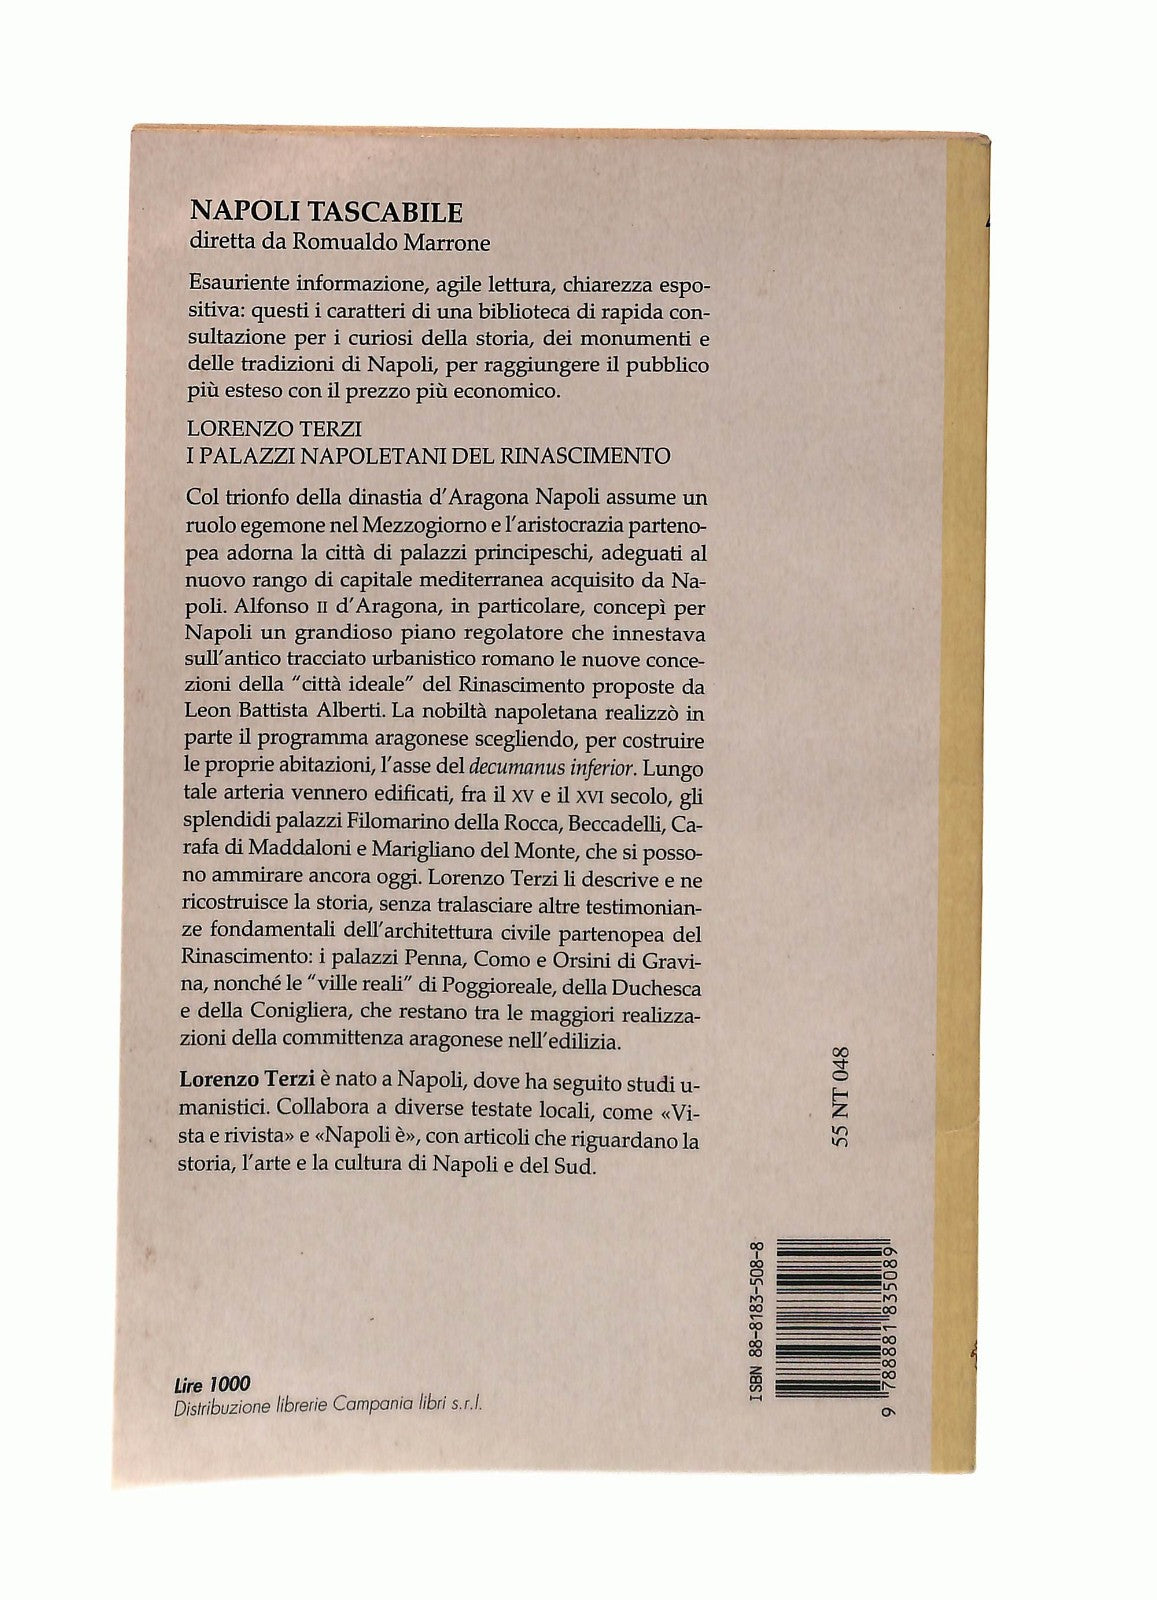 NAPOLI TASCABILE
diretta da Romualdo Marrone
Esauriente informazione, agile lettura, chiarezza espo-
sitiva: questi i caratteri di una biblioteca di rapida con-
sultazione per i curiosi della storia, dei monumenti e
delle tradizioni di Napoli, per raggiungere il pubblico
più esteso con il prezzo più economico.
LORENZO TERZI
I PALAZZI NAPOLETANI DEL RINASCIMENTO
Col trionfo della dinastia d'Aragona Napoli assume un
ruolo egemone nel Mezzogiorno e l'aristocrazia parteno-
pea adorna la città di palazzi principeschi, adeguati al
nuovo rango di capitale mediterranea acquisito da Na-
poli. Alfonso II d'Aragona, in particolare, concepì per
Napoli un grandioso piano regolatore che innestava
sull'antico tracciato urbanistico romano le nuove conce-
zioni della "città ideale" del Rinascimento proposte da
Leon Battista Alberti. La nobiltà napoletana realizzò in
parte il programma aragonese scegliendo, per costruire
le proprie abitazioni, l'asse del decumanus inferior. Lungo
tale arteria vennero edificati, fra il XV e il XVI secolo, gli
splendidi palazzi Filomarino della Rocca, Beccadelli, Ca-
rafa di Maddaloni e Marigliano del Monte, che si posso-
no ammirare ancora oggi. Lorenzo Terzi li descrive e ne
ricostruisce la storia, senza tralasciare altre testimonian-
ze fondamentali dell'architettura civile partenopea del
Rinascimento: i palazzi Penna, Como e Orsini di Gravi-
na, nonché le "ville reali" di Poggioreale, della Duchesca
e della Conigliera, che restano tra le maggiori realizza-
zioni della committenza aragonese nell'edilizia.
Lorenzo Terzi è nato a Napoli, dove ha seguito studi u-
manistici. Collabora a diverse testate locali, come «Vi-
sta e rivista» e «Napoli è», con articoli che riguardano la
storia, l'arte e la cultura di Napoli e del Sud.
55 NT 048
ISBN 88-8183-508-8
9 788881 835089
Lire 1000
Distribuzione librerie Campania libri s.r.l.